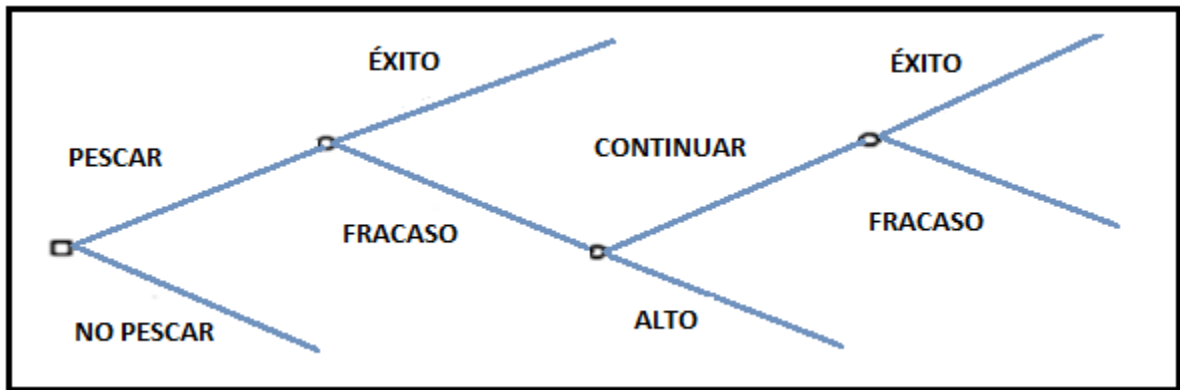 ÉXITO
ÉXITO
PESCAR
CONTINUAR
FRACASO
FRACASO
NO PESCAR
ALTO